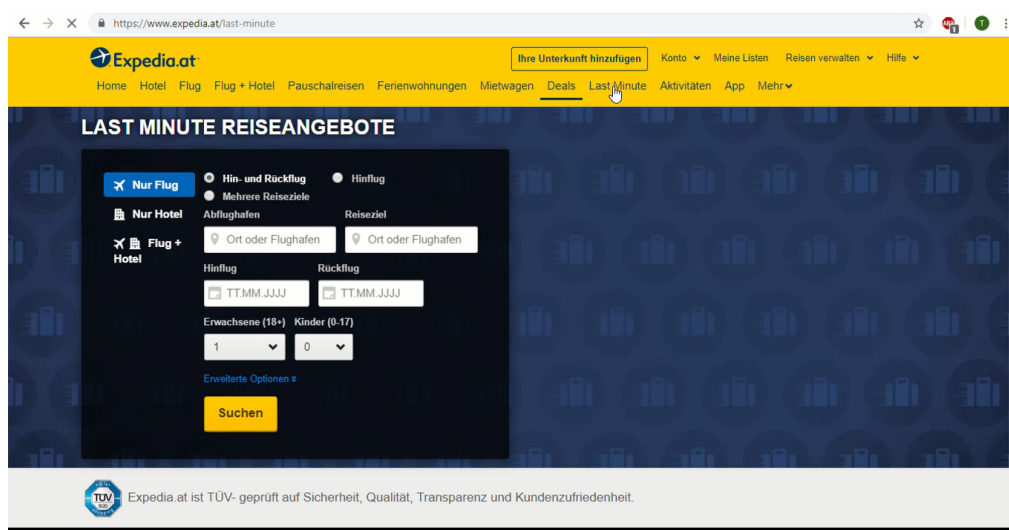 https://www.expedia.at/last-minute
ABP
1
T
Expedia.at
Ihre Unterkunft hinzufügen Konto Meine Listen Reisen verwalten Hilfe
Home Hotel Flug Flug + Hotel Pauschalreisen Ferienwohnungen Mietwagen Deals Last Minute Aktivitäten App Mehr
LAST MINUTE REISEANGEBOTE
Nur Flug
Nur Hotel
Flug +
Hotel
Hin- und Rückflug Hinflug
Mehrere Reiseziele
Abflughafen Reiseziel
Ort oder Flughafen Ort oder Flughafen
Hinflug Rückflug
TT.MM.JJJJ TT.MM.JJJJ
Erwachsene (18+) Kinder (0-17)
1 0
Erweiterte Optionen
Suchen
TÜV
SÜD
Expedia.at ist TÜV- geprüft auf Sicherheit, Qualität, Transparenz und Kundenzufriedenheit.